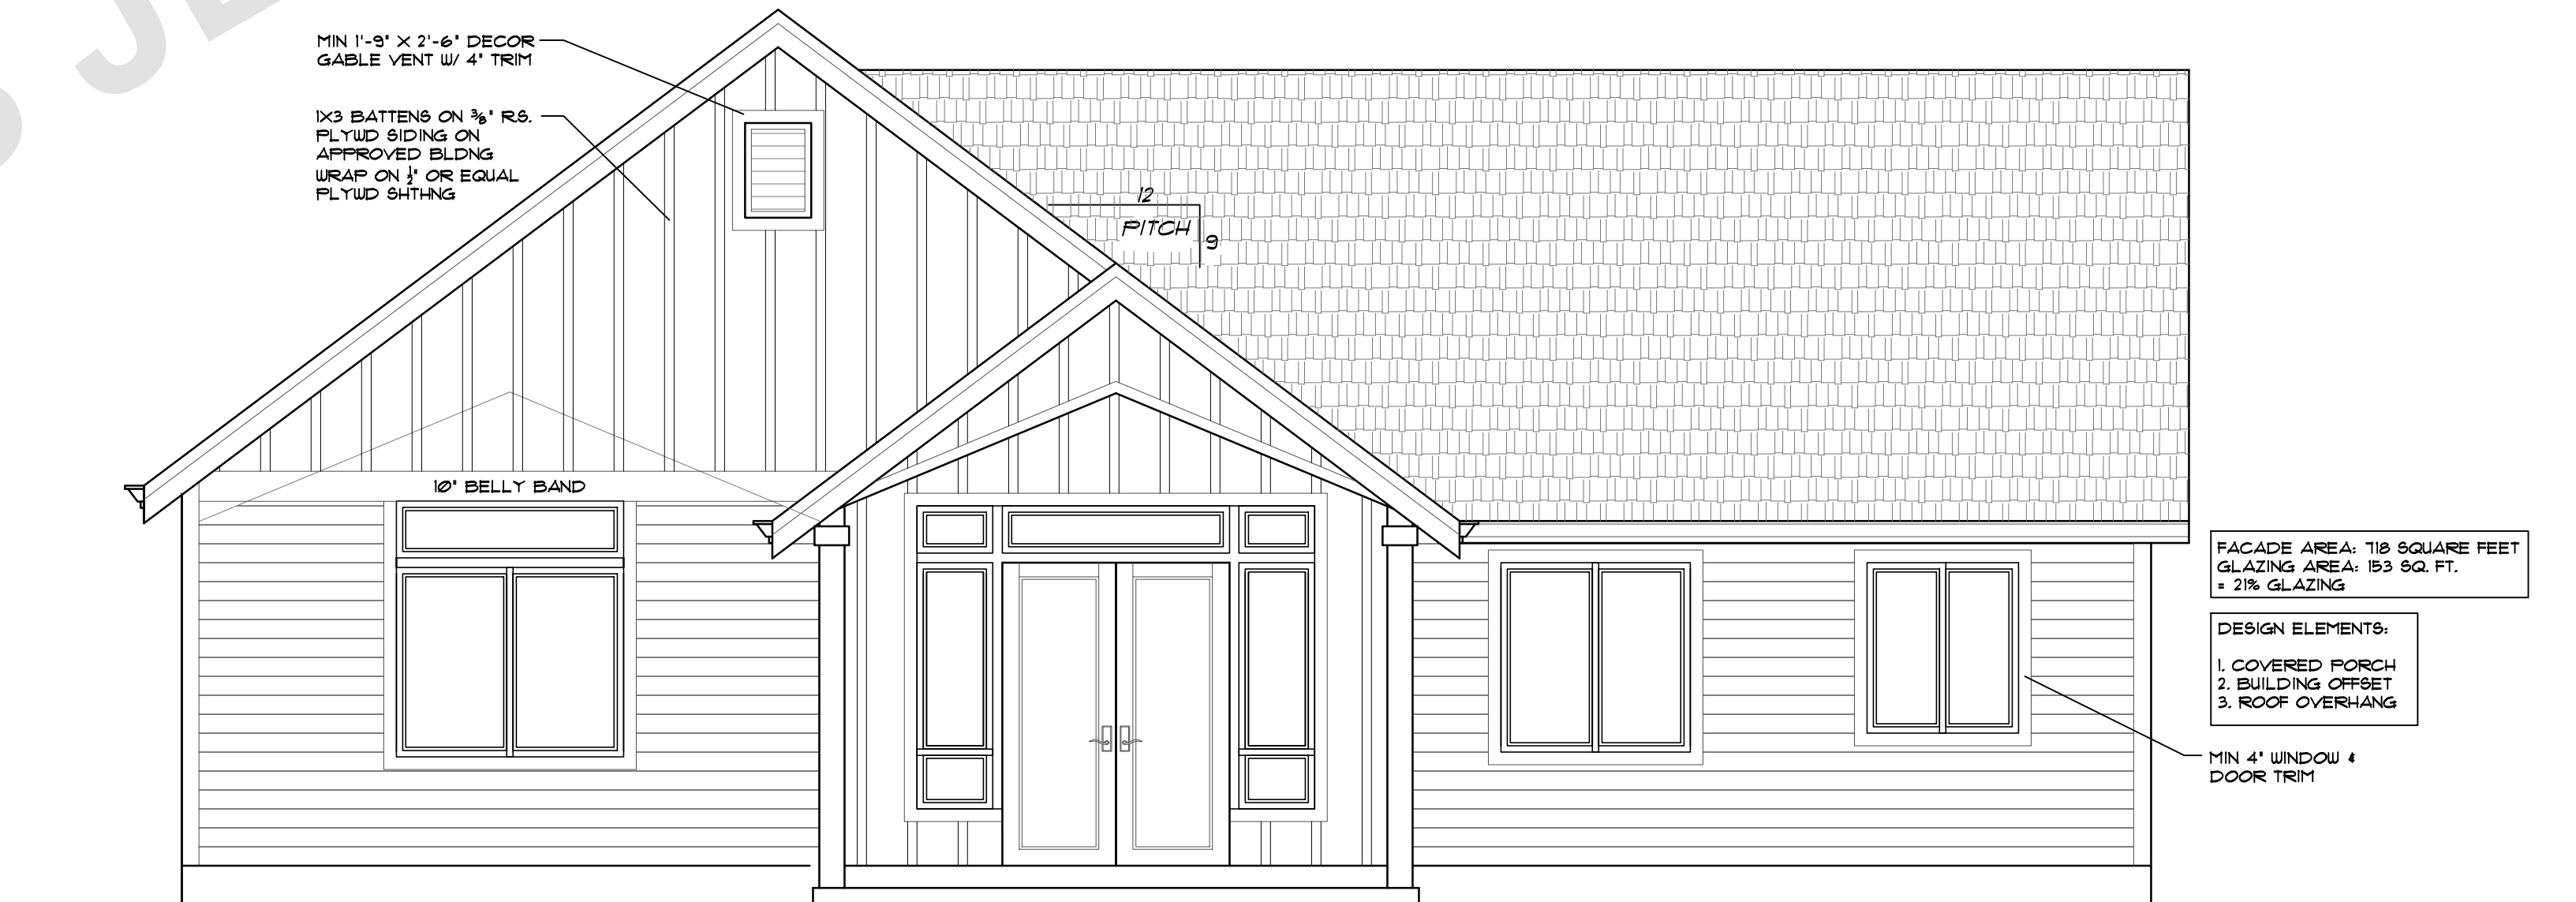 MIN 1'-9" X 2'-6" DECOR
GABLE VENT W/ 4" TRIM
1X3 BATTENS ON 3/8" R.S.
PLYWD SIDING ON
APPROVED BLDNG
WRAP ON 1/2" OR EQUAL
PLYWD SHTHNG
12
PITCH
9
10" BELLY BAND
FACADE AREA: 718 SQUARE FEET
GLAZING AREA: 153 SQ. FT.
= 21% GLAZING
DESIGN ELEMENTS:
1. COVERED PORCH
2. BUILDING OFFSET
3. ROOF OVERHANG
MIN 4" WINDOW &
DOOR TRIM